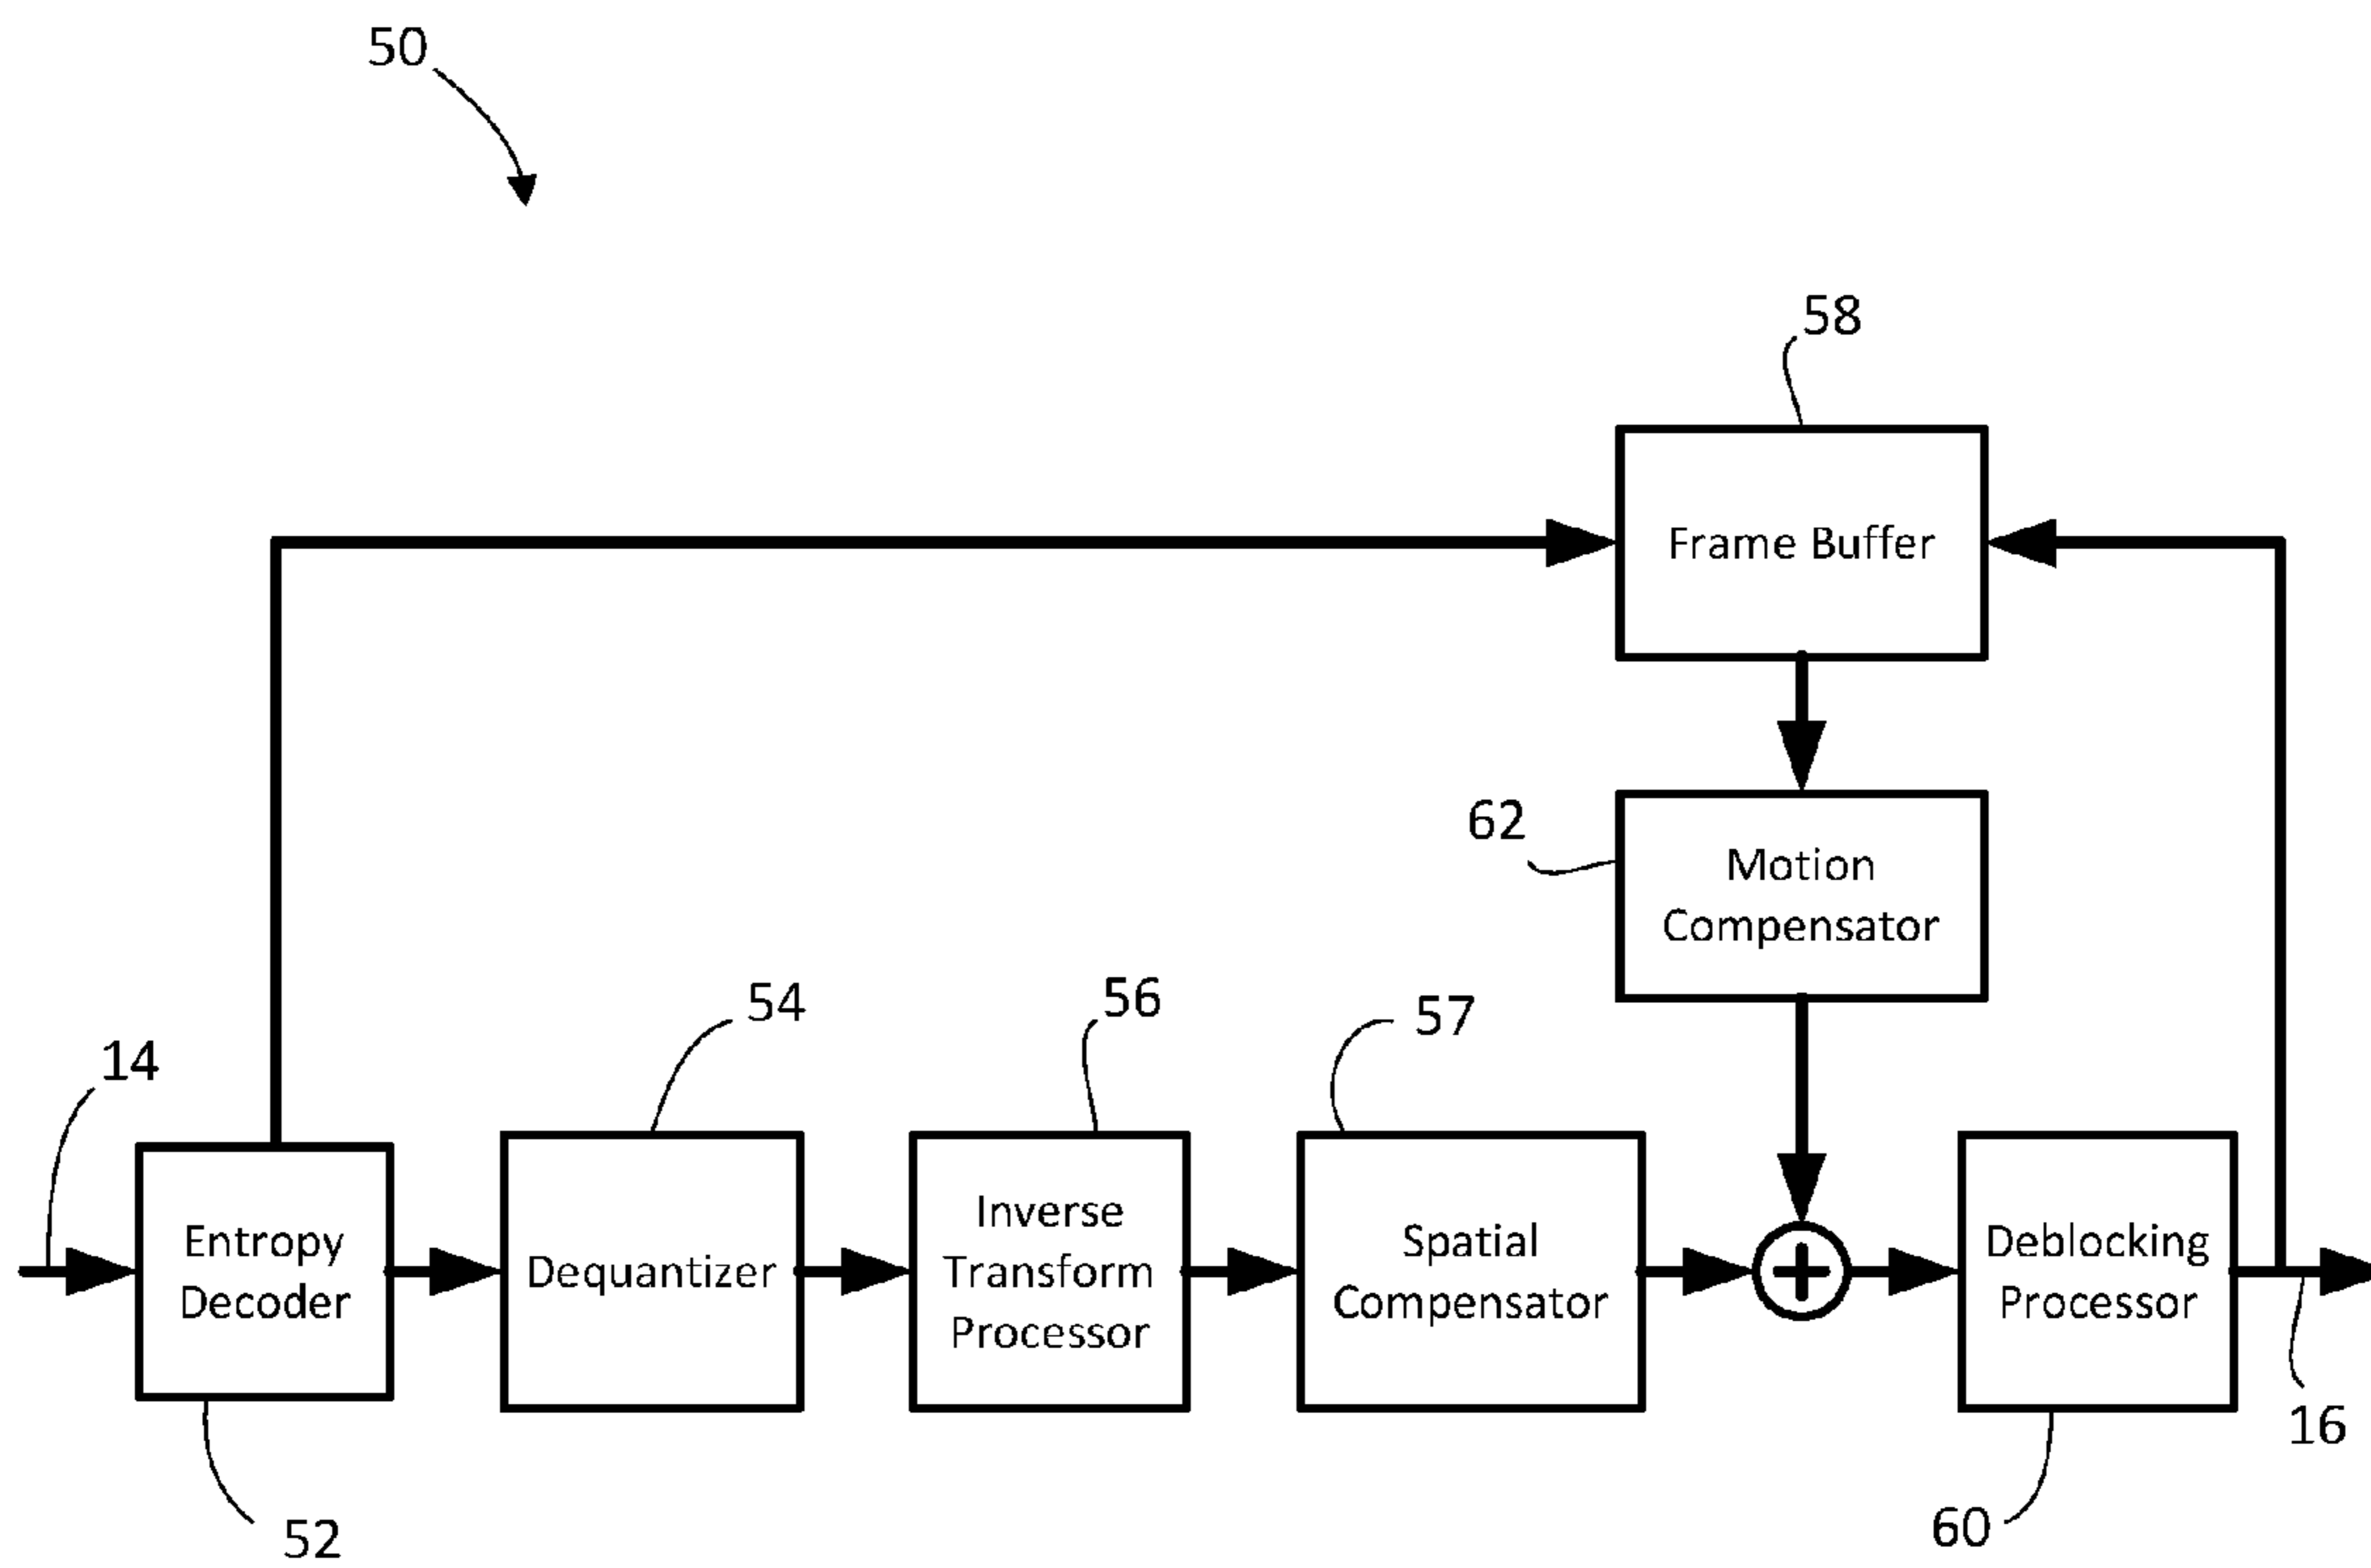 50
58
Frame Buffer
62
Motion
Compensator
54
56
57
14
Entropy
Decoder
Dequantizer
Inverse
Transform
Processor
Spatial
Compensator
Deblocking
Processor
16
52
60